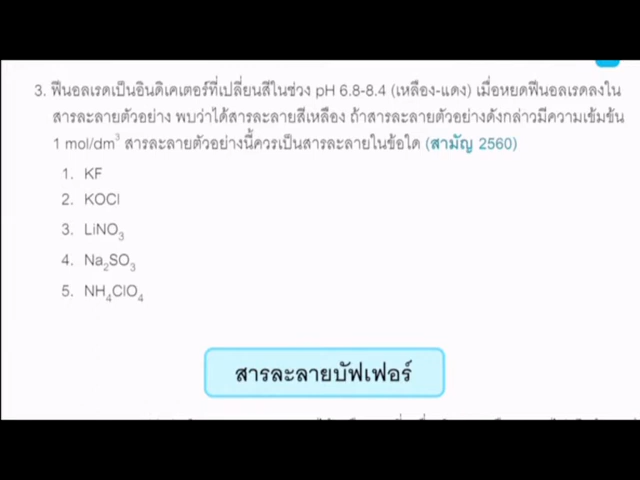 3. ฟีนอลเรดเป็นอินดิเคเตอร์ที่เปลี่ยนสีในช่วง pH 6.8-8.4 (เหลือง-แดง) เมื่อหยดฟีนอลเรดลงใน
สารละลายตัวอย่าง พบว่าได้สารละลายสีเหลือง ถ้าสารละลายตัวอย่างดังกล่าวมีความเข้มข้น
1 mol/dm³ สารละลายตัวอย่างนี้ควรเป็นสารละลายในข้อใด (สามัญ 2560)
1. KF
2. KOCl
3. LiNO₃
4. Na₂SO₃
5. NH₄ClO₄
สารละลายบัฟเฟอร์